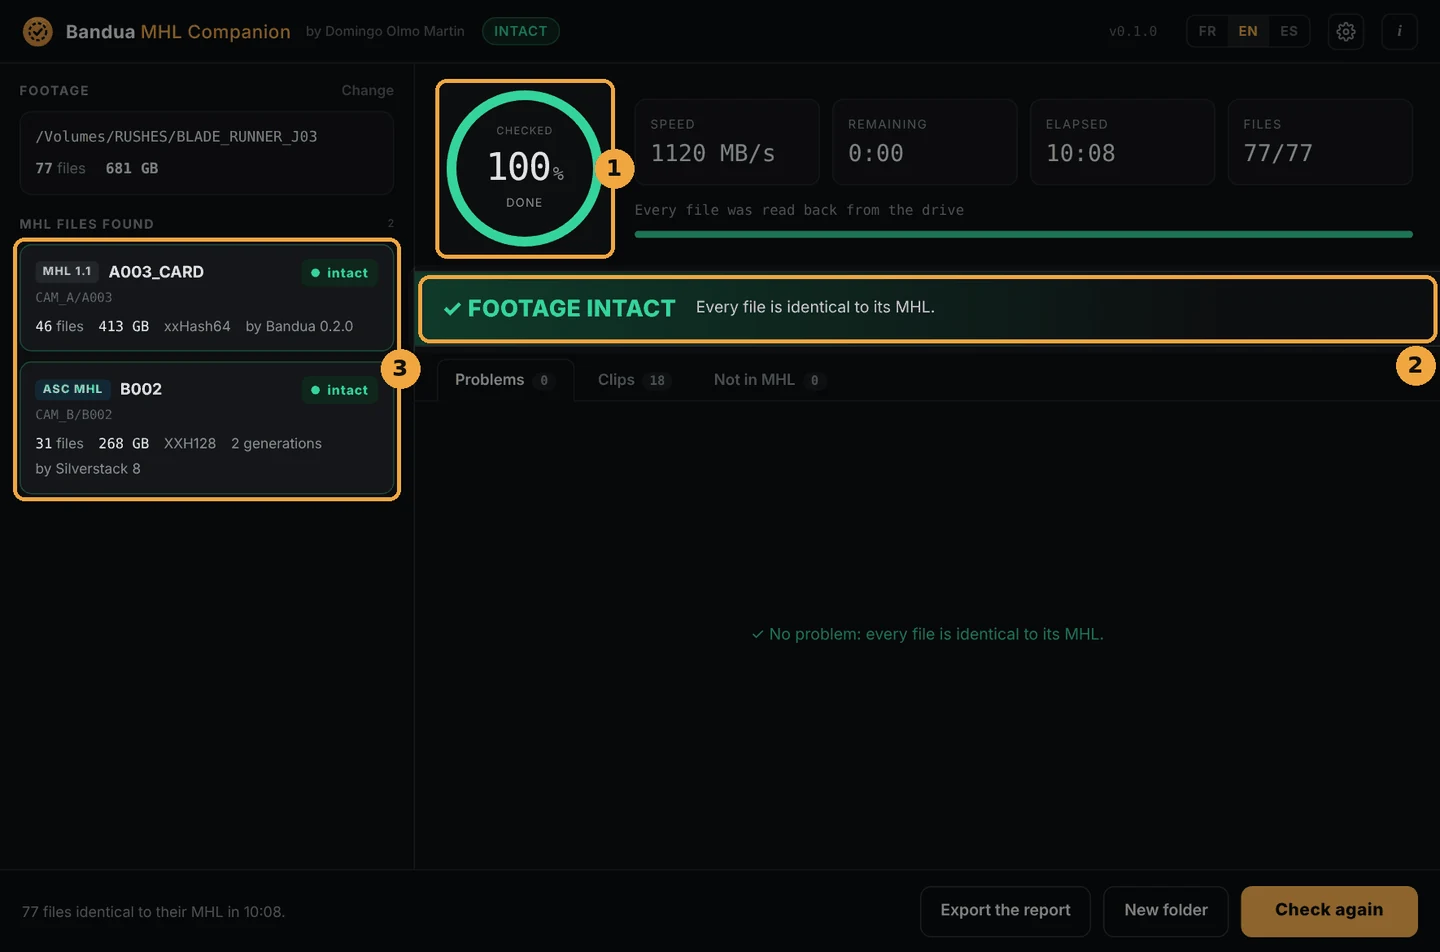 Bandua MHL Companion by Domingo Olmo Martin INTACT v0.1.0 FR EN ES i
FOOTAGE Change
/Volumes/RUSHES/BLADE_RUNNER_J03
77 files 681 GB
MHL FILES FOUND 2
MHL 1.1 A003_CARD intact
CAM_A/A003
46 files 413 GB xxHash64 by Bandua 0.2.0
3
ASC MHL B002 intact
CAM_B/B002
31 files 268 GB XXH128 2 generations
by Silverstack 8
CHECKED
100%
DONE
1
SPEED
1120 MB/s
REMAINING
0:00
ELAPSED
10:08
FILES
77/77
Every file was read back from the drive
✓ FOOTAGE INTACT Every file is identical to its MHL.
2
Problems 0 Clips 18 Not in MHL 0
✓ No problem: every file is identical to its MHL.
77 files identical to their MHL in 10:08.
Export the report New folder Check again